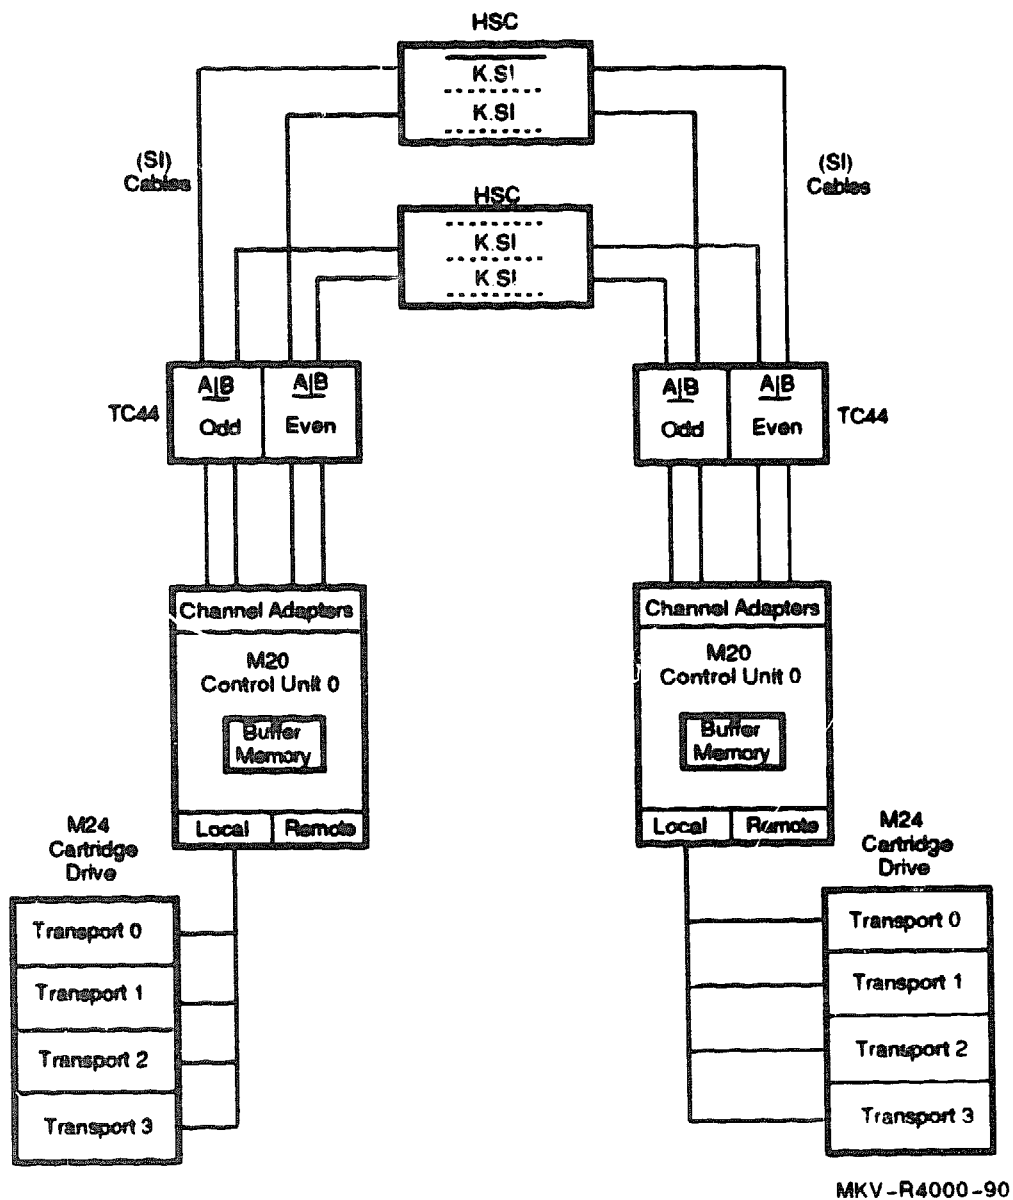 HSC
K.SI
K.SI
(SI)
Cables
(SI)
Cables
HSC
K.SI
K.SI
A|B
A|B
TC44
Odd
Even
A|B
A|B
Odd
Even
TC44
Channel Adapters
M20
Control Unit 0
Buffer
Memory
Local
Remote
Channel Adapters
M20
Control Unit 0
Buffer
Memory
Local
Remote
M24
Cartridge
Drive
Transport 0
Transport 1
Transport 2
Transport 3
M24
Cartridge
Drive
Transport 0
Transport 1
Transport 2
Transport 3
MKV-R4000-90